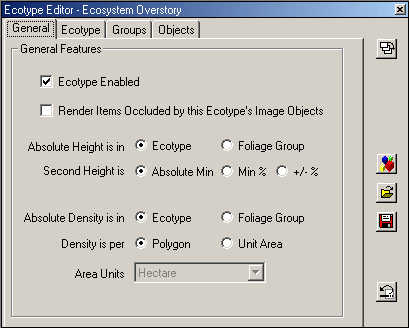 Ecotype Editor - Ecosystem Overstory
General Ecotype Groups Objects
General Features
Ecotype Enabled
Render Items Occluded by this Ecotype's Image Objects
Absolute Height is in Ecotype Foliage Group
Second Height is Absolute Min Min % +/- %
Absolute Density is in Ecotype Foliage Group
Density is per Polygon Unit Area
Area Units Hectare